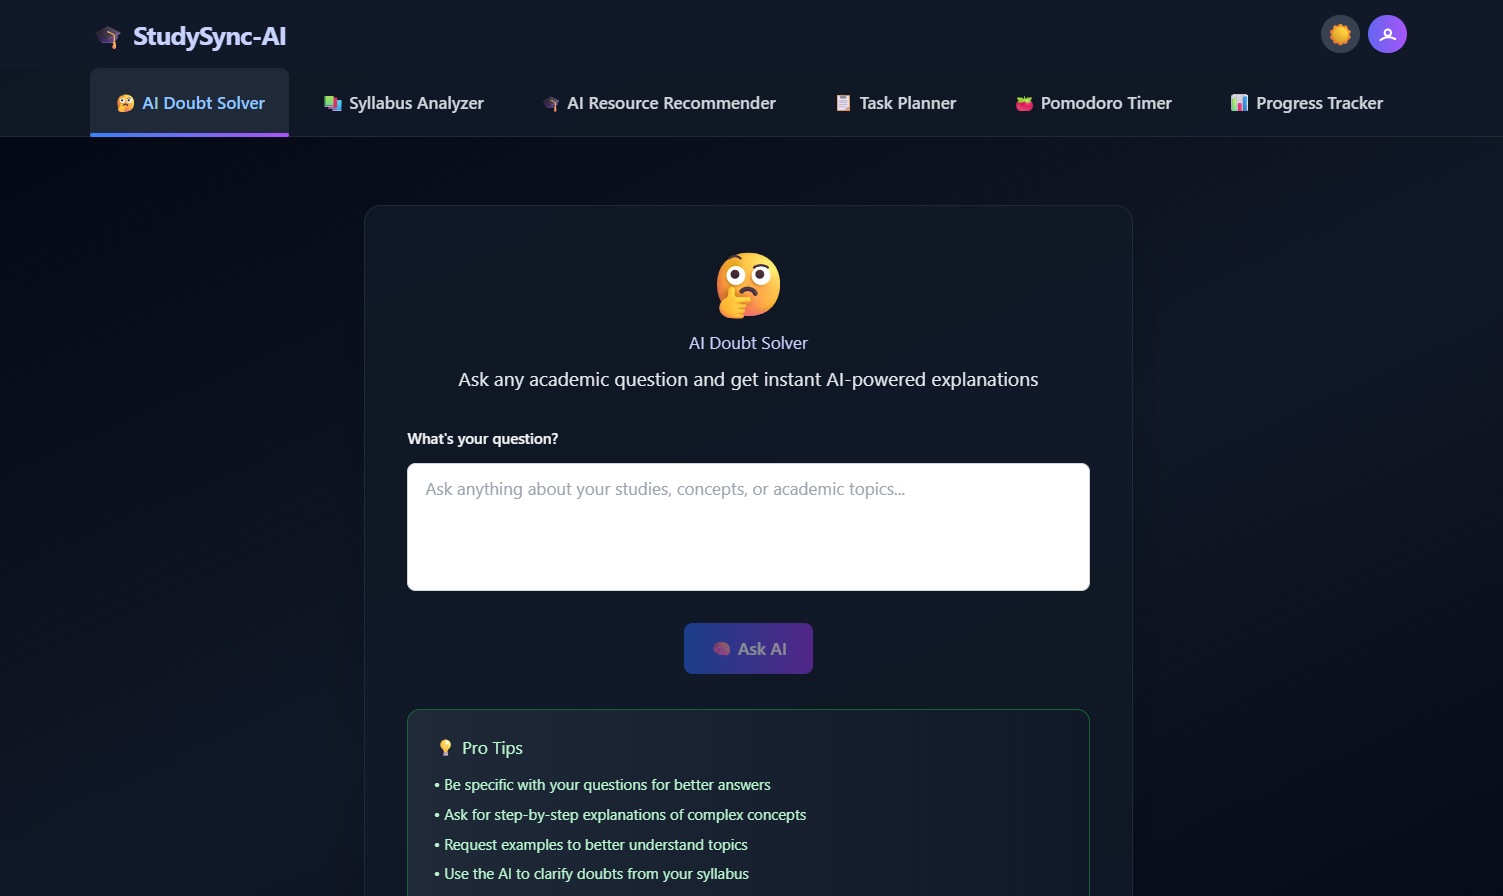 StudySync-AI
AI Doubt Solver
Syllabus Analyzer
AI Resource Recommender
Task Planner
Pomodoro Timer
Progress Tracker
AI Doubt Solver
Ask any academic question and get instant AI-powered explanations
What's your question?
Ask anything about your studies, concepts, or academic topics...
Ask AI
Pro Tips
• Be specific with your questions for better answers
• Ask for step-by-step explanations of complex concepts
• Request examples to better understand topics
• Use the AI to clarify doubts from your syllabus